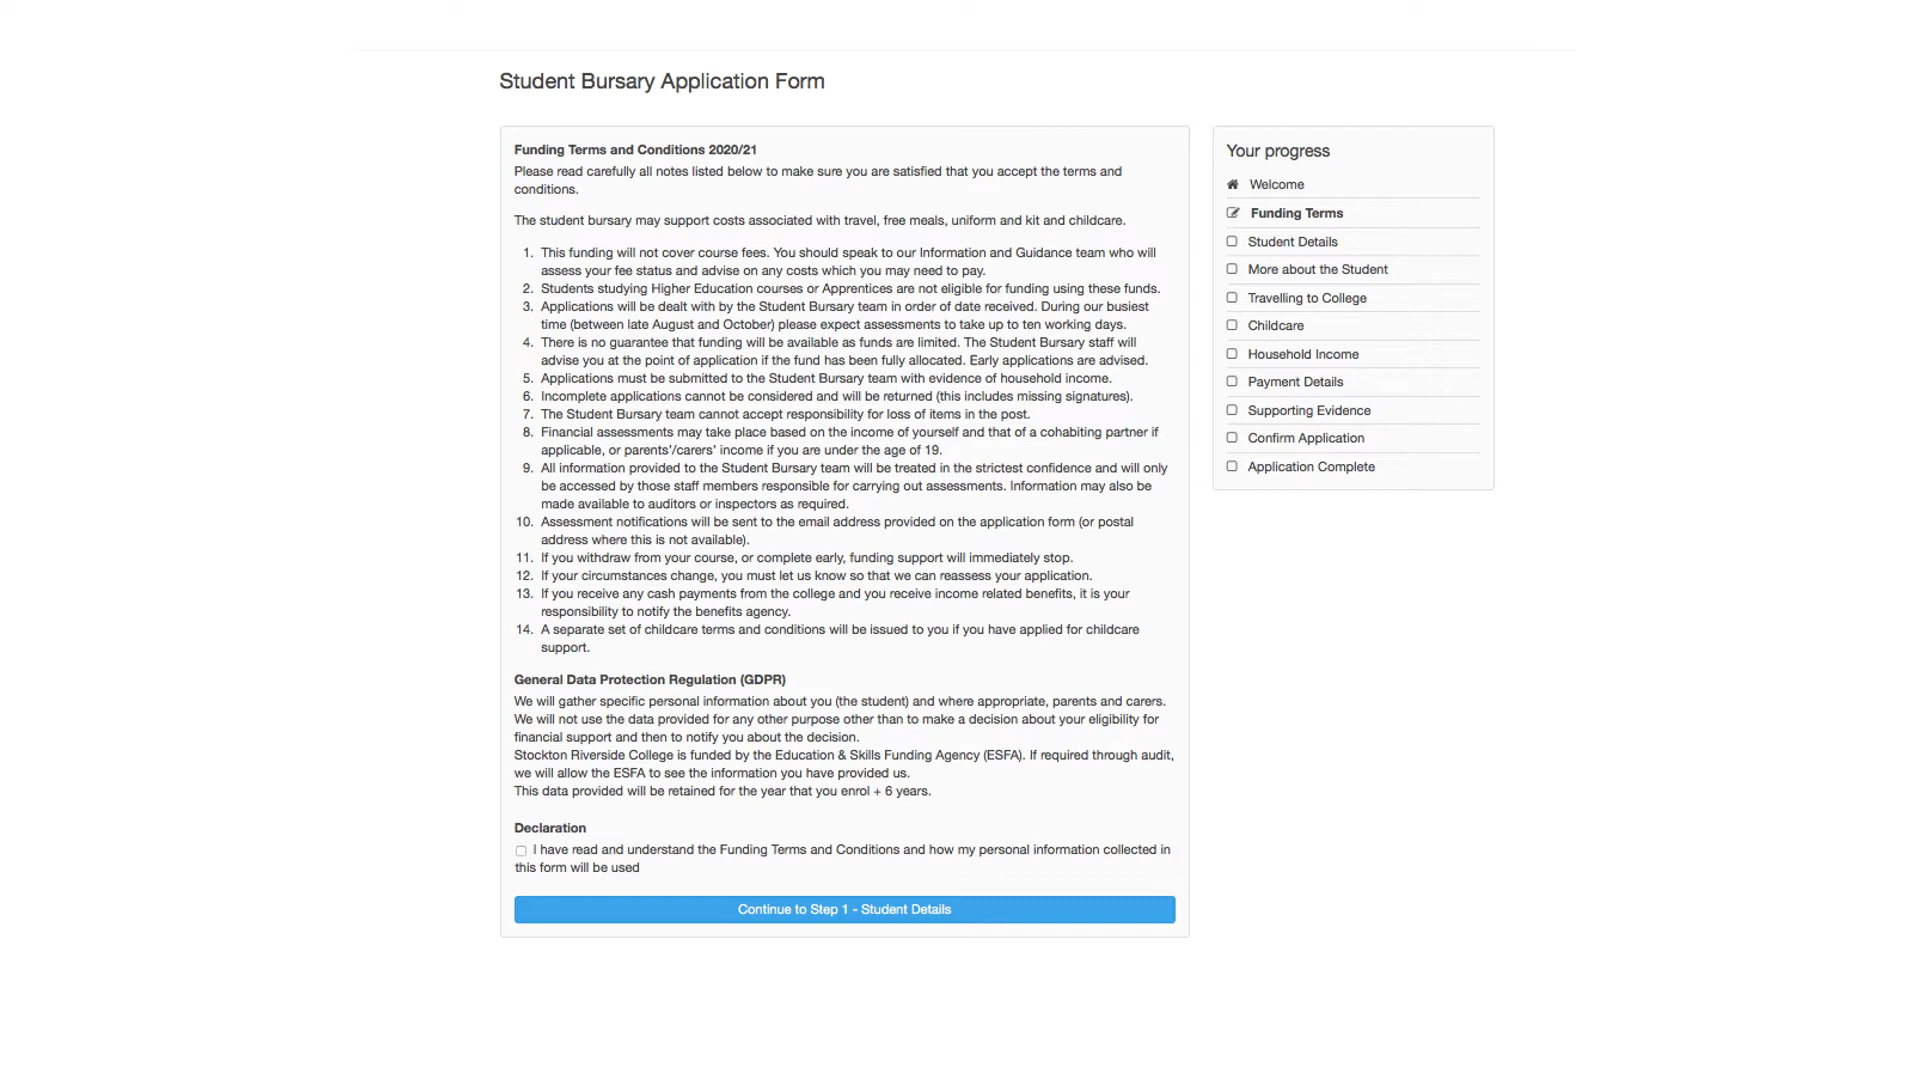 Student Bursary Application Form
Funding Terms and Conditions 2020/21
Please read carefully all notes listed below to make sure you are satisfied that you accept the terms and
conditions.
The student bursary may support costs associated with travel, free meals, uniform and kit and childcare.
1. This funding will not cover course fees. You should speak to our Information and Guidance team who will
assess your fee status and advise on any costs which you may need to pay.
2. Students studying Higher Education courses or Apprentices are not eligible for funding using these funds.
3. Applications will be dealt with by the Student Bursary team in order of date received. During our busiest
time (between late August and October) please expect assessments to take up to ten working days.
4. There is no guarantee that funding will be available as funds are limited. The Student Bursary staff will
advise you at the point of application if the fund has been fully allocated. Early applications are advised.
5. Applications must be submitted to the Student Bursary team with evidence of household income.
6. Incomplete applications cannot be considered and will be returned (this includes missing signatures).
7. The Student Bursary team cannot accept responsibility for loss of items in the post.
8. Financial assessments may take place based on the income of yourself and that of a cohabiting partner if
applicable, or parents'/carers' income if you are under the age of 19.
9. All information provided to the Student Bursary team will be treated in the strictest confidence and will only
be accessed by those staff members responsible for carrying out assessments. Information may also be
made available to auditors or inspectors as required.
10. Assessment notifications will be sent to the email address provided on the application form (or postal
address where this is not available).
11. If you withdraw from your course, or complete early, funding support will immediately stop.
12. If your circumstances change, you must let us know so that we can reassess your application.
13. If you receive any cash payments from the college and you receive income related benefits, it is your
responsibility to notify the benefits agency.
14. A separate set of childcare terms and conditions will be issued to you if you have applied for childcare
support.
General Data Protection Regulation (GDPR)
We will gather specific personal information about you (the student) and where appropriate, parents and carers.
We will not use the data provided for any other purpose other than to make a decision about your eligibility for
financial support and then to notify you about the decision.
Stockton Riverside College is funded by the Education & Skills Funding Agency (ESFA). If required through audit,
we will allow the ESFA to see the information you have provided us.
This data provided will be retained for the year that you enrol + 6 years.
Declaration
I have read and understand the Funding Terms and Conditions and how my personal information collected in
this form will be used
Continue to Step 1 - Student Details
Your progress
Welcome
Funding Terms
Student Details
More about the Student
Travelling to College
Childcare
Household Income
Payment Details
Supporting Evidence
Confirm Application
Application Complete